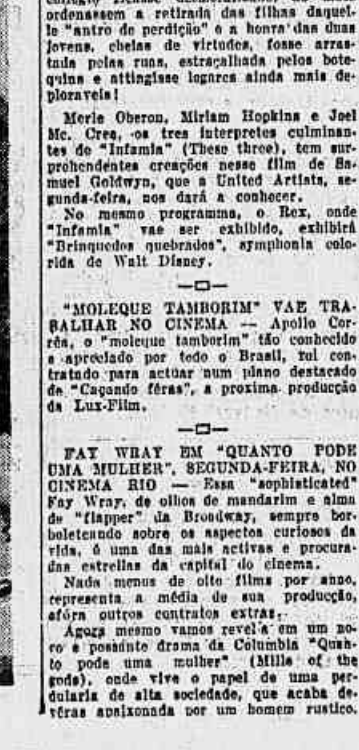 ordenassem a retirada das filhas daquel-
le "antro de perdição" e a honra das duas
jovens, cheias de virtudes, fosse arras-
tada pelas ruas, estraçalhada pelos bote-
quins e attingisse logares ainda mais de-
ploraveis!
Merle Oberon, Miriam Hopkins e Joel
Mc. Crea, os tres interpretes culminan-
tes de "Infamia" (These three), tem sur-
prehendentes creações nesse film de Sa-
muel Goldwyn, que a United Artists, se-
gunda-feira, nos dará a conhecer.
No mesmo programma, o Rex, onde
"Infamia" vae ser exhibido, exhibirá
"Brinquedos quebrados", symphonia colo-
rida de Walt Disney.
"MOLEQUE TAMBORIM" VAE TRA-
BALHAR NO CINEMA — Apollo Cor-
rêa, o "moleque tamborim" tão conhecido
e apreciado por todo o Brasil, foi con-
tratado para actuar num plano destacado
de "Caçando féras", a proxima producção
da Lux-Film.
FAY WRAY EM "QUANTO PODE
UMA MULHER", SEGUNDA-FEIRA, NO
CINEMA RIO — Essa "sophisticated"
Fay Wray, de olhos de mandarim e alma
de "flapper" da Broadway, sempre bor-
boleteando sobre os aspectos curiosos da
vida, é uma das mais activas e procura-
das estrellas da capital do cinema.
Nada menus de oito films por anno,
representa a média de sua producção,
afóra outros contratos extras.
Agora mesmo vamos revel-a em um no-
vo e possante drama da Columbia "Quan-
to pode uma mulher" (Mills of the
gods), onde vive o papel de uma per-
dularia de alta sociedade, que acaba de-
véras apaixonada por um homem rustico.